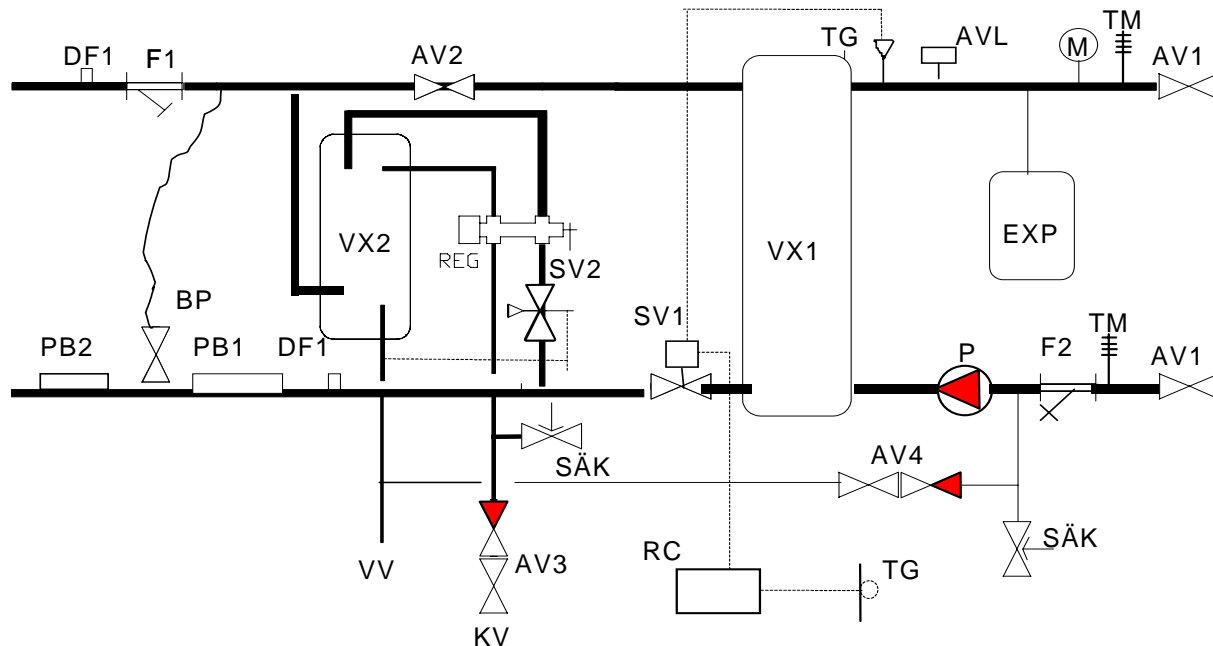 TM
TG
AVL
M
AV1
DF1
F1
AV2
VX2
VX1
EXP
REG
SV2
BP
SV1
TM
PB2
PB1
DF1
P
F2
AV1
SÄK
AV4
SÄK
RC
TG
VV
AV3
KV